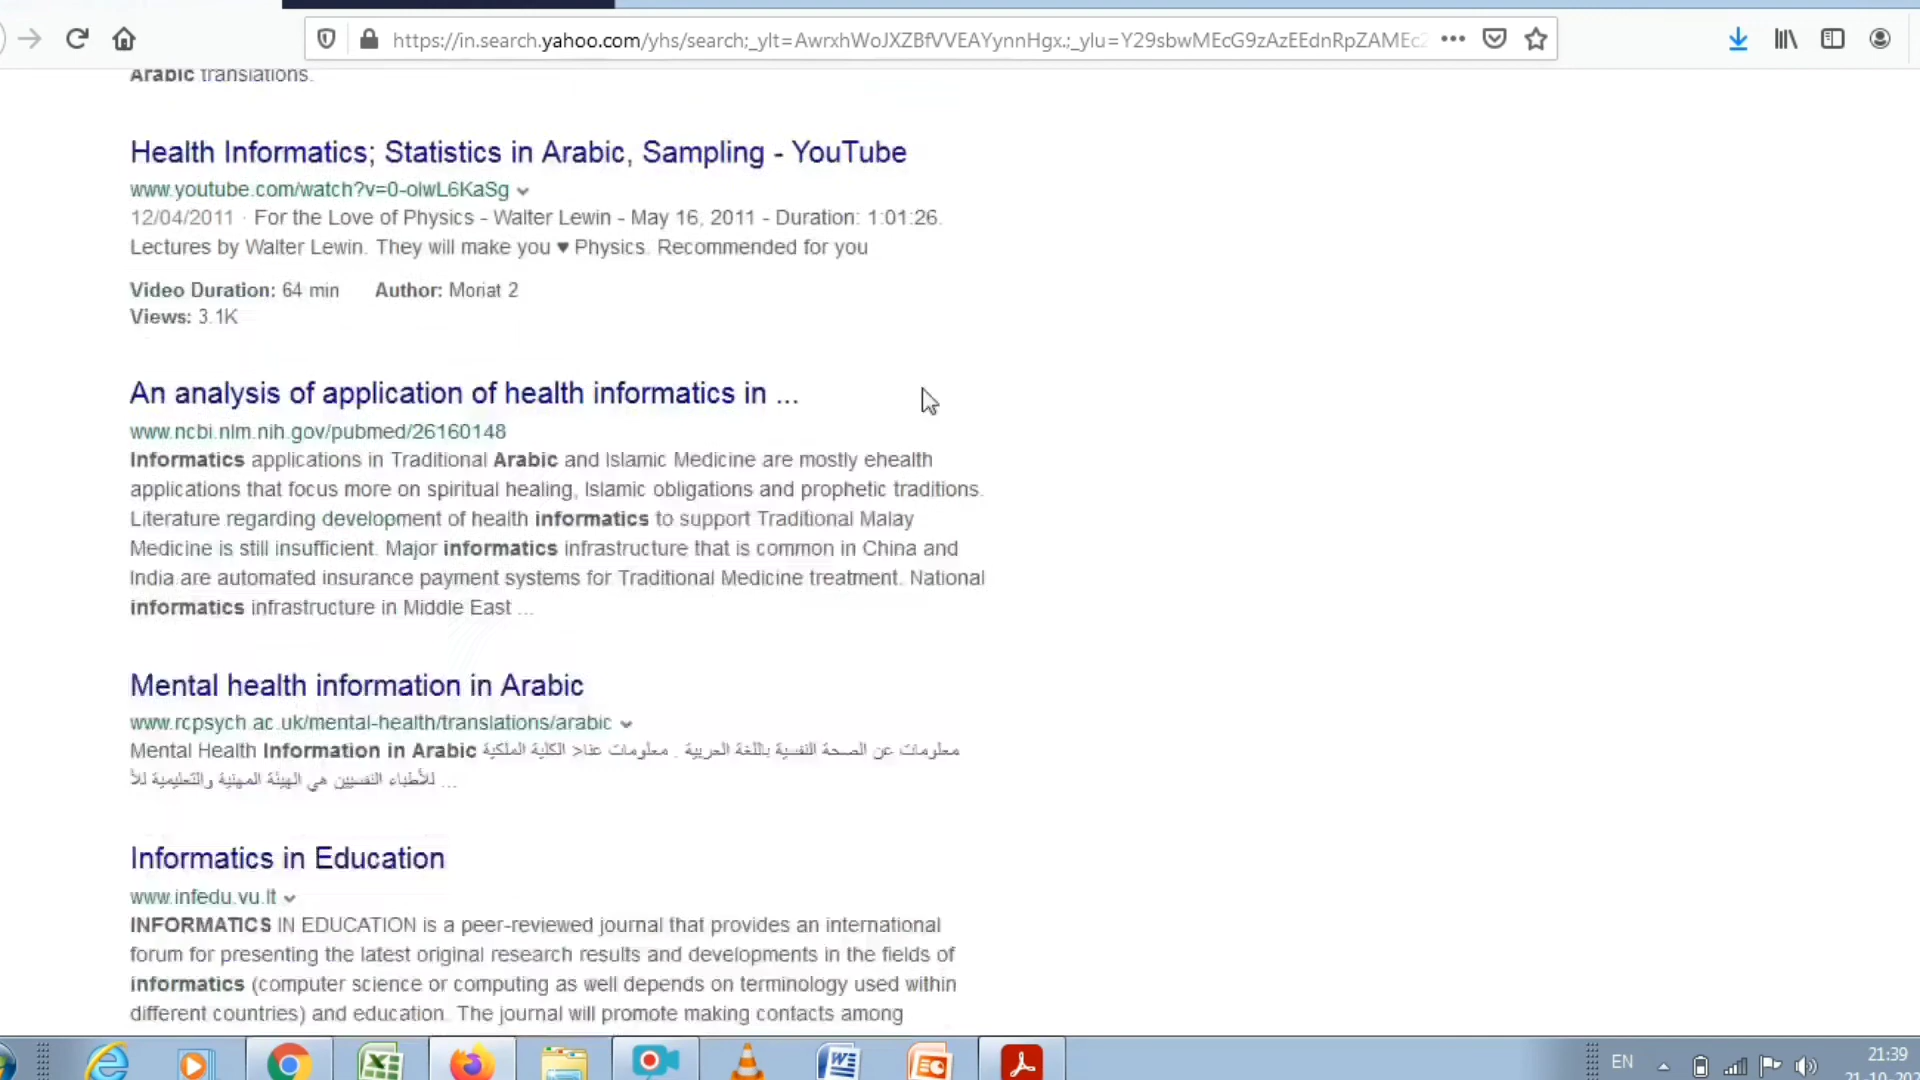 https://in.search.yahoo.com/yhs/search;_ylt=AwrxhWoJXZBfVVEAYynnHgx.;_ylu=Y29sbwMEcG9zAzEEdnRpZAMEc2
Arabic translations.
Health Informatics; Statistics in Arabic, Sampling - YouTube
www.youtube.com/watch?v=0-olwL6KaSg
12/04/2011 · For the Love of Physics - Walter Lewin - May 16, 2011 - Duration: 1:01:26.
Lectures by Walter Lewin. They will make you ♥ Physics. Recommended for you
Video Duration: 64 min Author: Moriat 2
Views: 3.1K
An analysis of application of health informatics in ...
www.ncbi.nlm.nih.gov/pubmed/26160148
Informatics applications in Traditional Arabic and Islamic Medicine are mostly ehealth
applications that focus more on spiritual healing, Islamic obligations and prophetic traditions.
Literature regarding development of health informatics to support Traditional Malay
Medicine is still insufficient. Major informatics infrastructure that is common in China and
India are automated insurance payment systems for Traditional Medicine treatment. National
informatics infrastructure in Middle East ...
Mental health information in Arabic
www.rcpsych.ac.uk/mental-health/translations/arabic
Mental Health Information in Arabic معلومات عن الصحة النفسية باللغة العربية . معلومات عنا< الكلية الملكية
للأطباء النفسيين هي الهيئة المهنية والتعليمية للأ ...
Informatics in Education
www.infedu.vu.lt
INFORMATICS IN EDUCATION is a peer-reviewed journal that provides an international
forum for presenting the latest original research results and developments in the fields of
informatics (computer science or computing as well depends on terminology used within
different countries) and education. The journal will promote making contacts among
EN
21:39